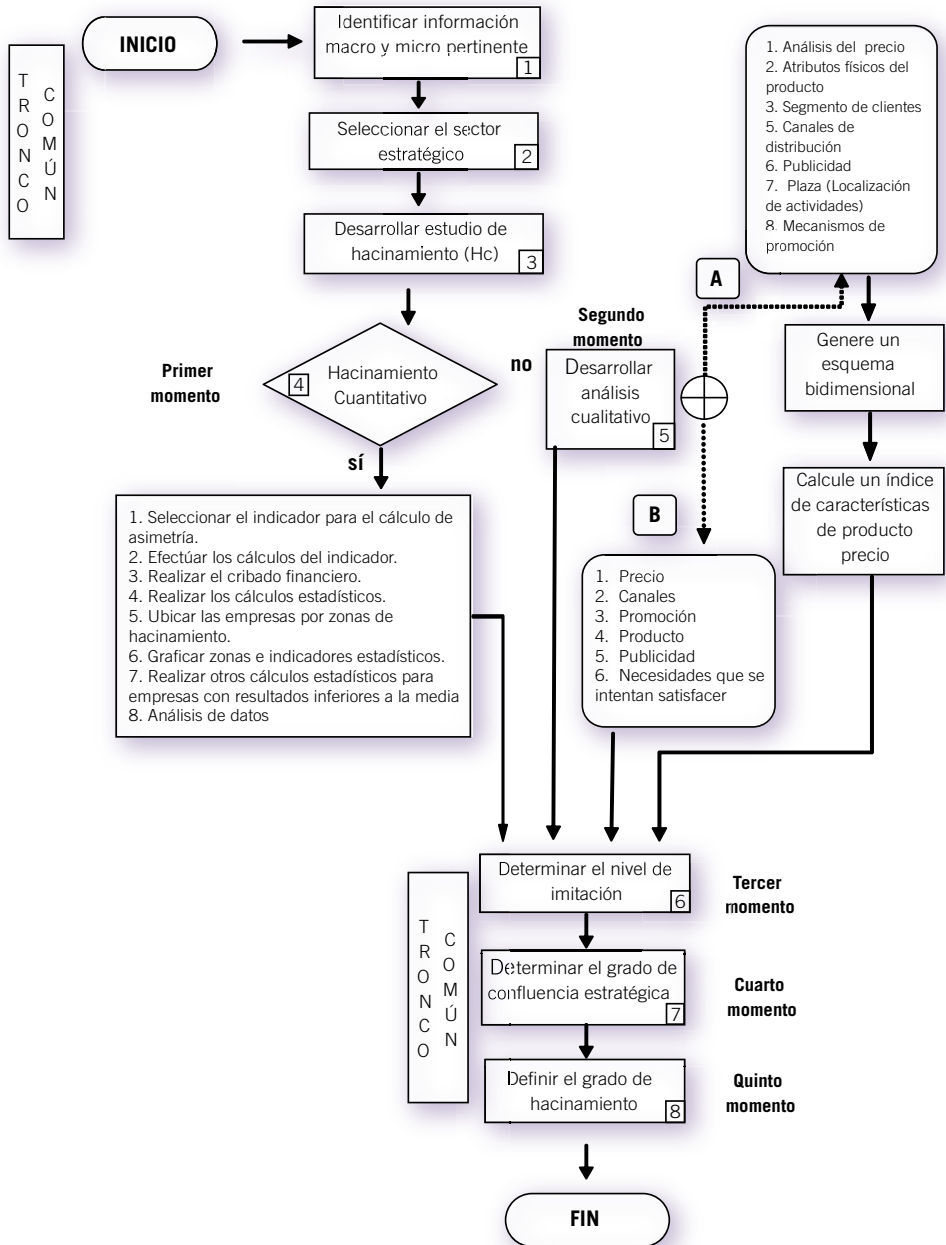 INICIO
TRONCO
COMÚN
Identificar información
macro y micro pertinente
1
Seleccionar el sector
estratégico
2
Desarrollar estudio de
hacinamiento (Hc)
3
Primer
momento
4
Hacinamiento
Cuantitativo
no
sí
Segundo
momento
Desarrollar
análisis
cualitativo
5
A
B
1. Análisis del precio
2. Atributos físicos del
producto
3. Segmento de clientes
5. Canales de
distribución
6. Publicidad
7. Plaza (Localización
de actividades)
8. Mecanismos de
promoción
Genere un
esquema
bidimensional
Calcule un índice
de características
de producto
precio
1. Seleccionar el indicador para el cálculo de
asimetría.
2. Efectúar los cálculos del indicador.
3. Realizar el cribado financiero.
4. Realizar los cálculos estadísticos.
5. Ubicar las empresas por zonas de
hacinamiento.
6. Graficar zonas e indicadores estadísticos.
7. Realizar otros cálculos estadísticos para
empresas con resultados inferiores a la media
8. Análisis de datos
1. Precio
2. Canales
3. Promoción
4. Producto
5. Publicidad
6. Necesidades que se
intentan satisfacer
TRONCO
COMÚN
Determinar el nivel de
imitación
6
Tercer
momento
Determinar el grado de
confluencia estratégica
7
Cuarto
momento
Definir el grado de
hacinamiento
8
Quinto
momento
FIN